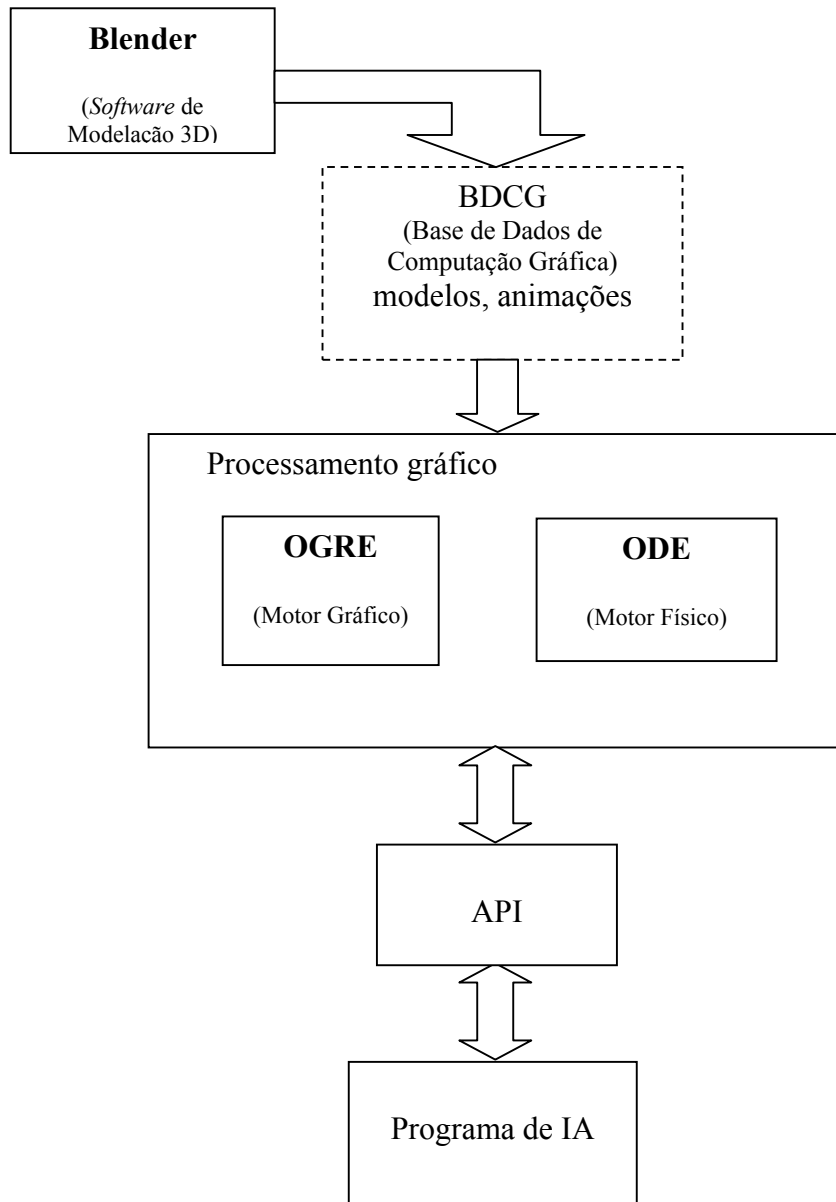 Blender
(Software de
Modelação 3D)
BDCG
(Base de Dados de
Computação Gráfica)
modelos, animações
Processamento gráfico
OGRE
(Motor Gráfico)
ODE
(Motor Físico)
API
Programa de IA